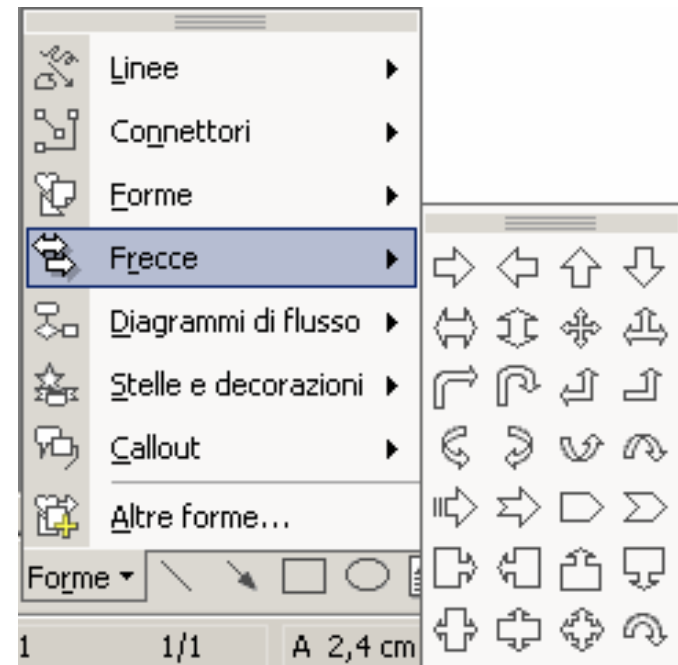 Linee
Connettori
Forme
Frecce
Diagrammi di flusso
Stelle e decorazioni
Callout
Altre forme...
Forme
1 1/1 A 2,4 cm